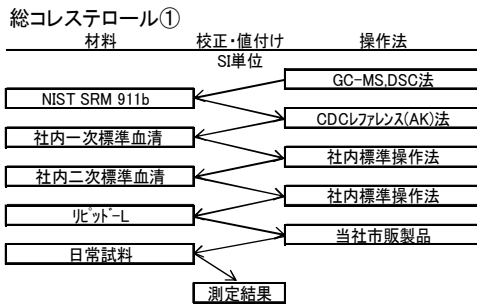 総コレステロール①
材料 校正・値付け 操作法
SI単位
GC-MS,DSC法
NIST SRM 911b
CDCﾚﾌｧﾚﾝｽ(AK)法
社内一次標準血清
社内標準操作法
社内二次標準血清
社内標準操作法
ﾘﾋﾟｯﾄﾞ-L
当社市販製品
日常試料
測定結果